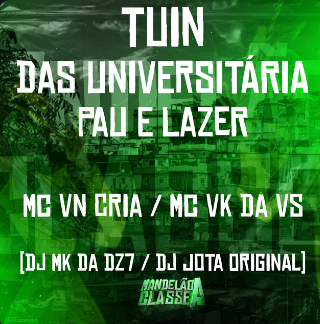 TUIN
DAS UNIVERSITÁRIA
PAU E LAZER
MC VN CRIA / MC VK DA VS
[DJ MK DA DZ7 / DJ JOTA ORIGINAL]
MANDELÃO
CLASSE A